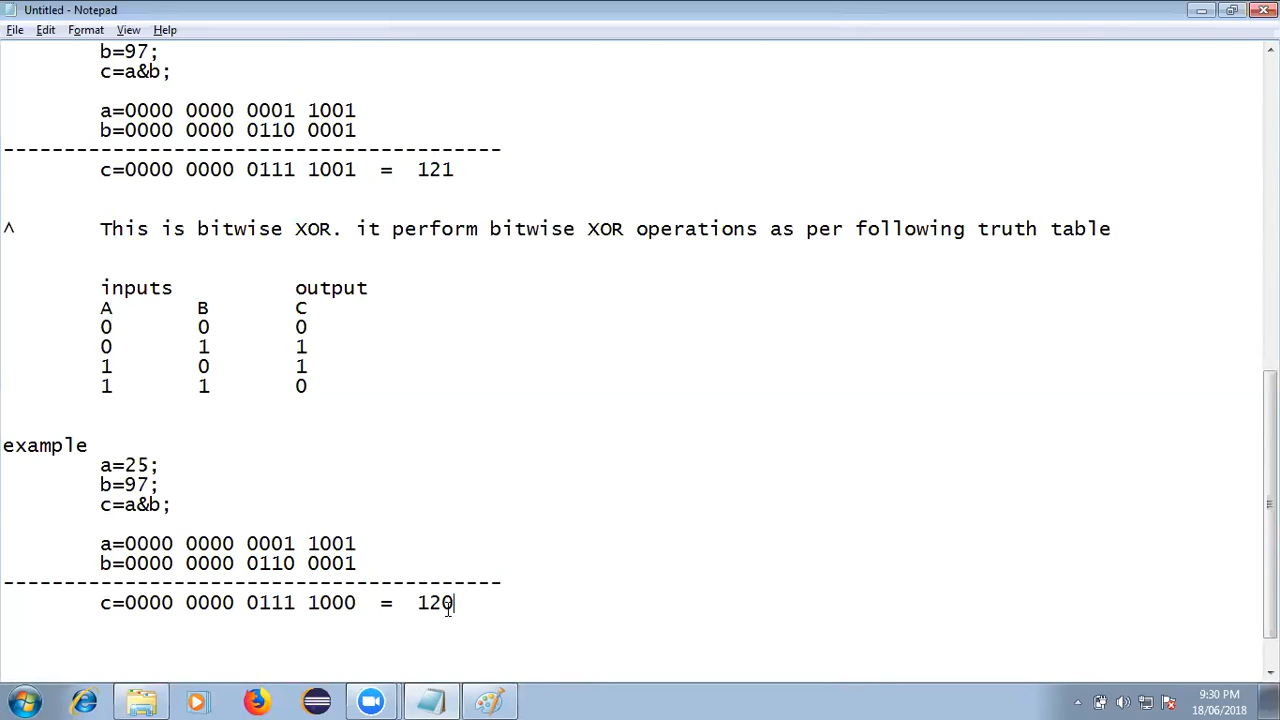 Untitled - Notepad
File Edit Format View Help
b=97;
c=a&b;
a=0000 0000 0001 1001
b=0000 0000 0110 0001
-----------------------------------------
c=0000 0000 0111 1001 = 121
^ This is bitwise XOR. it perform bitwise XOR operations as per following truth table
inputs output
A B C
0 0 0
0 1 1
1 0 1
1 1 0
example
a=25;
b=97;
c=a&b;
a=0000 0000 0001 1001
b=0000 0000 0110 0001
-----------------------------------------
c=0000 0000 0111 1000 = 120
9:30 PM
18/06/2018